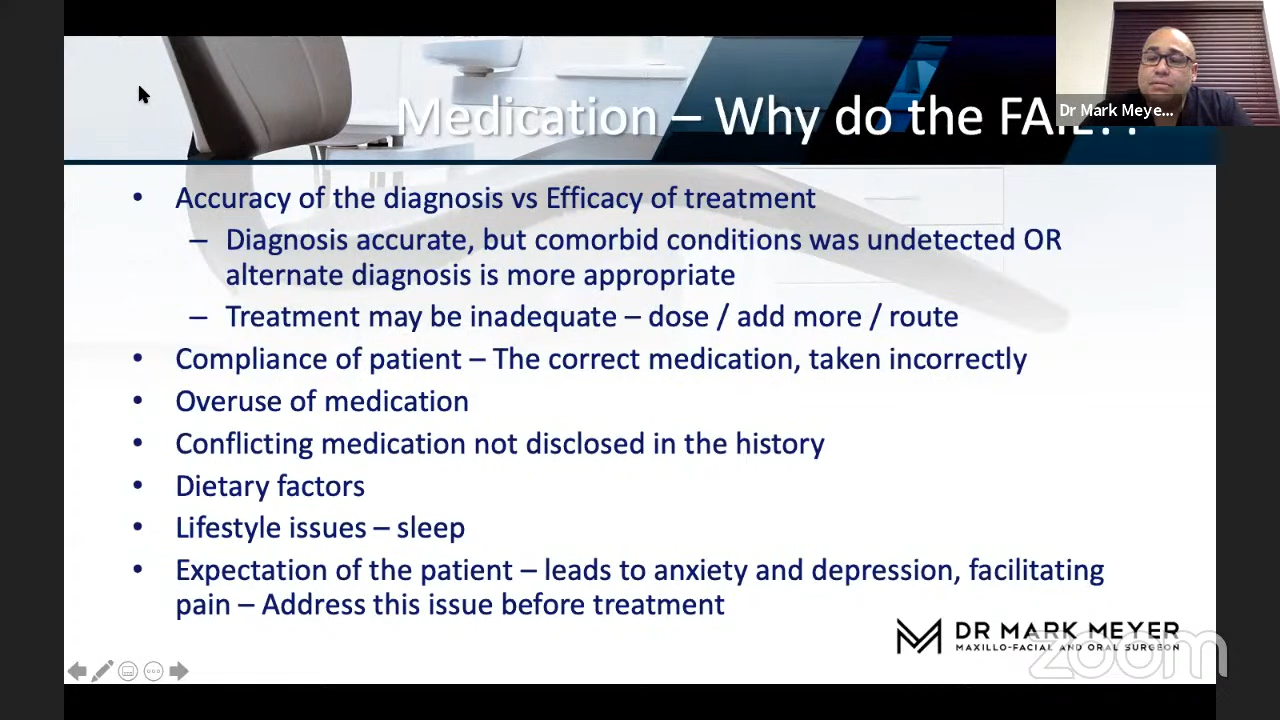 Medication – Why do the FAIL??
Dr Mark Meye...
• Accuracy of the diagnosis vs Efficacy of treatment
– Diagnosis accurate, but comorbid conditions was undetected OR
alternate diagnosis is more appropriate
– Treatment may be inadequate – dose / add more / route
• Compliance of patient – The correct medication, taken incorrectly
• Overuse of medication
• Conflicting medication not disclosed in the history
• Dietary factors
• Lifestyle issues – sleep
• Expectation of the patient – leads to anxiety and depression, facilitating
pain – Address this issue before treatment
DR MARK MEYER
MAXILLO-FACIAL AND ORAL SURGEON
zoom